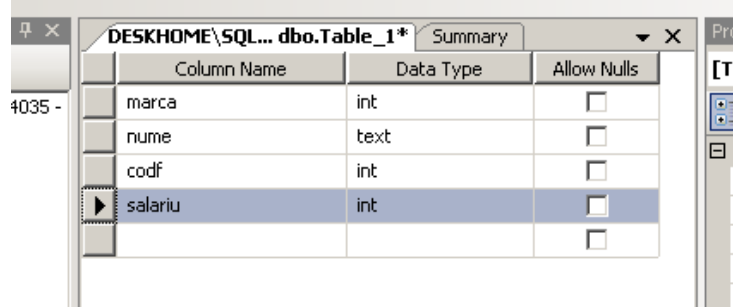 DESKHOME\SQL... dbo.Table_1* Summary
Column Name Data Type Allow Nulls
4035 -
marca int
nume text
codf int
salariu int